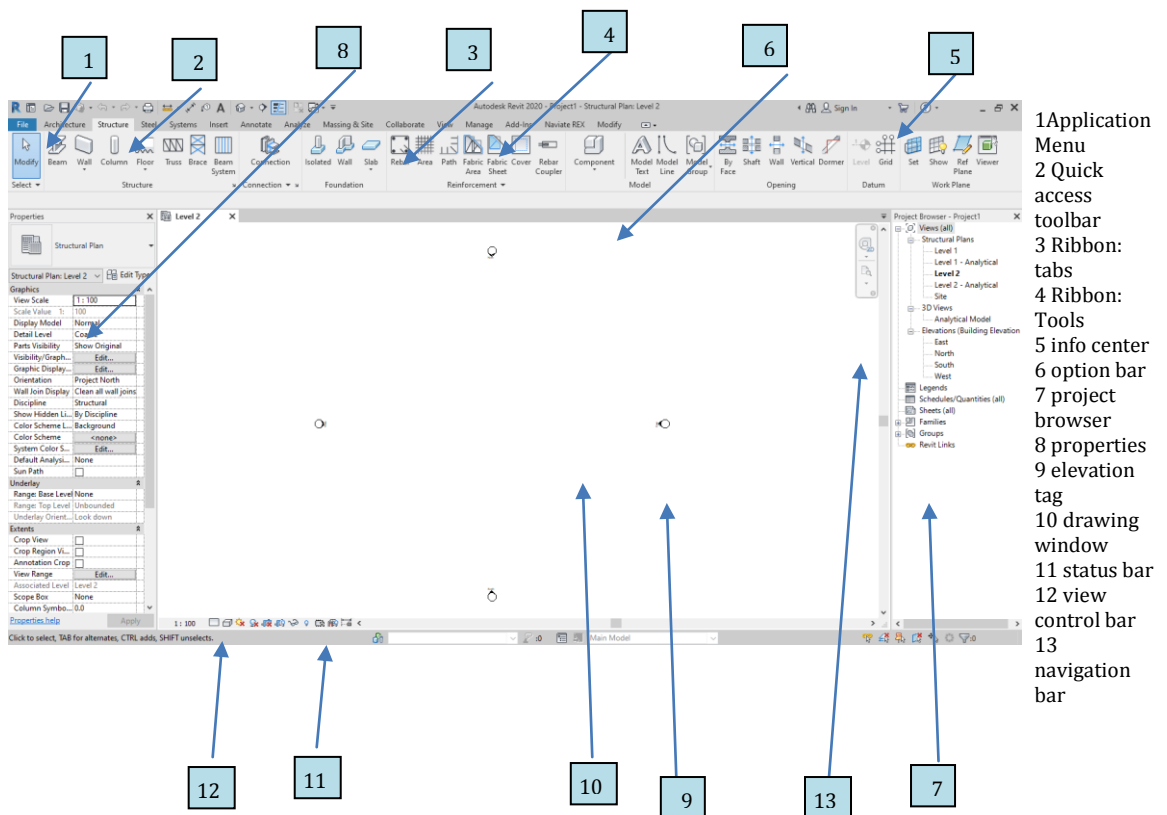 1
2
8
3
4
6
5
Autodesk Revit 2020 - Project1 - Structural Plan: Level 2
Sign In
File Architecture Structure Steel Systems Insert Annotate Analyze Massing & Site Collaborate View Manage Add-Ins Naviate REX Modify
Modify Beam Wall Column Floor Truss Brace Beam System Connection Isolated Wall Slab Rebar Area Path Fabric Area Fabric Sheet Cover Rebar Coupler Component Model Text Model Line Model Group By Face Shaft Wall Vertical Dormer Level Grid Set Show Ref Plane Viewer
Select Structure Connection Foundation Reinforcement Model Opening Datum Work Plane
Properties
Structural Plan
Structural Plan: Level 2 Edit Type
Graphics
View Scale 1 : 100
Scale Value 1: 100
Display Model Normal
Detail Level
Parts Visibility Show Original
Visibility/Graph... Edit...
Graphic Display... Edit...
Orientation Project North
Wall Join Display Clean all wall joins
Discipline Structural
Show Hidden Li... By Discipline
Color Scheme L... Background
Color Scheme <none>
System Color S... Edit...
Default Analysi... None
Sun Path
Underlay
Range: Base Level None
Range: Top Level Unbounded
Underlay Orient... Look down
Extents
Crop View
Crop Region Vi...
Annotation Crop
View Range Edit...
Associated Level Level 2
Scope Box None
Column Symbo... 0.0
Properties help Apply
Level 2
1 : 100
Project Browser - Project1
Views (all)
Structural Plans
Level 1
Level 1 - Analytical
Level 2
Level 2 - Analytical
Site
3D Views
Analytical Model
Elevations (Building Elevation
East
North
South
West
Legends
Schedules/Quantities (all)
Sheets (all)
Families
Groups
Revit Links
Click to select, TAB for alternates, CTRL adds, SHIFT unselects.
:0
Main Model
:0
12
11
10
9
13
7
1Application
Menu
2 Quick
access
toolbar
3 Ribbon:
tabs
4 Ribbon:
Tools
5 info center
6 option bar
7 project
browser
8 properties
9 elevation
tag
10 drawing
window
11 status bar
12 view
control bar
13
navigation
bar